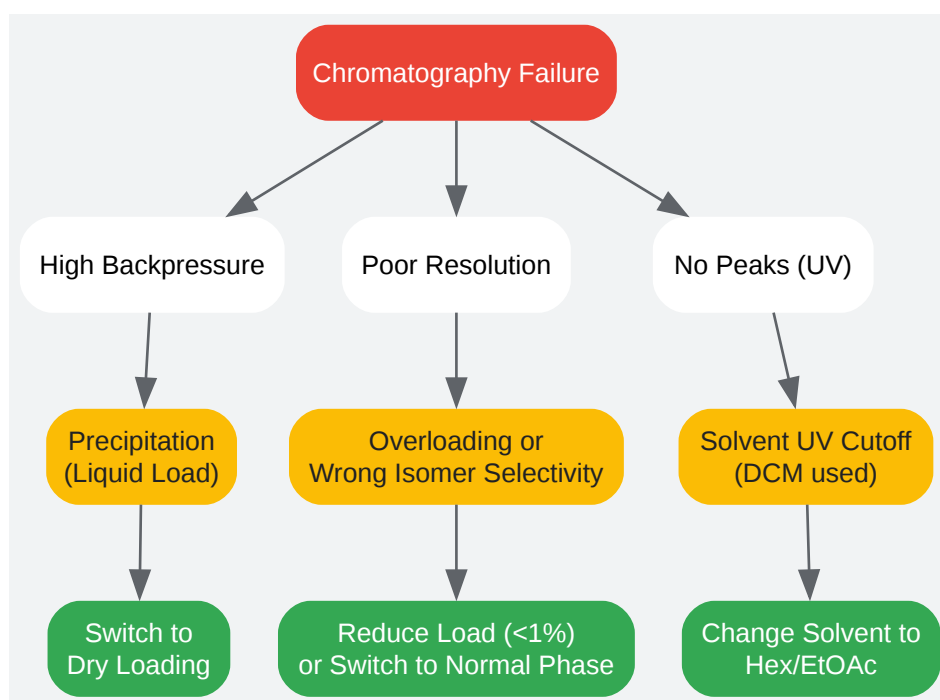 Chromatography Failure
High Backpressure
Poor Resolution
No Peaks (UV)
Precipitation
(Liquid Load)
Overloading or
Wrong Isomer Selectivity
Solvent UV Cutoff
(DCM used)
Switch to
Dry Loading
Reduce Load (<1%)
or Switch to Normal Phase
Change Solvent to
Hex/EtOAc